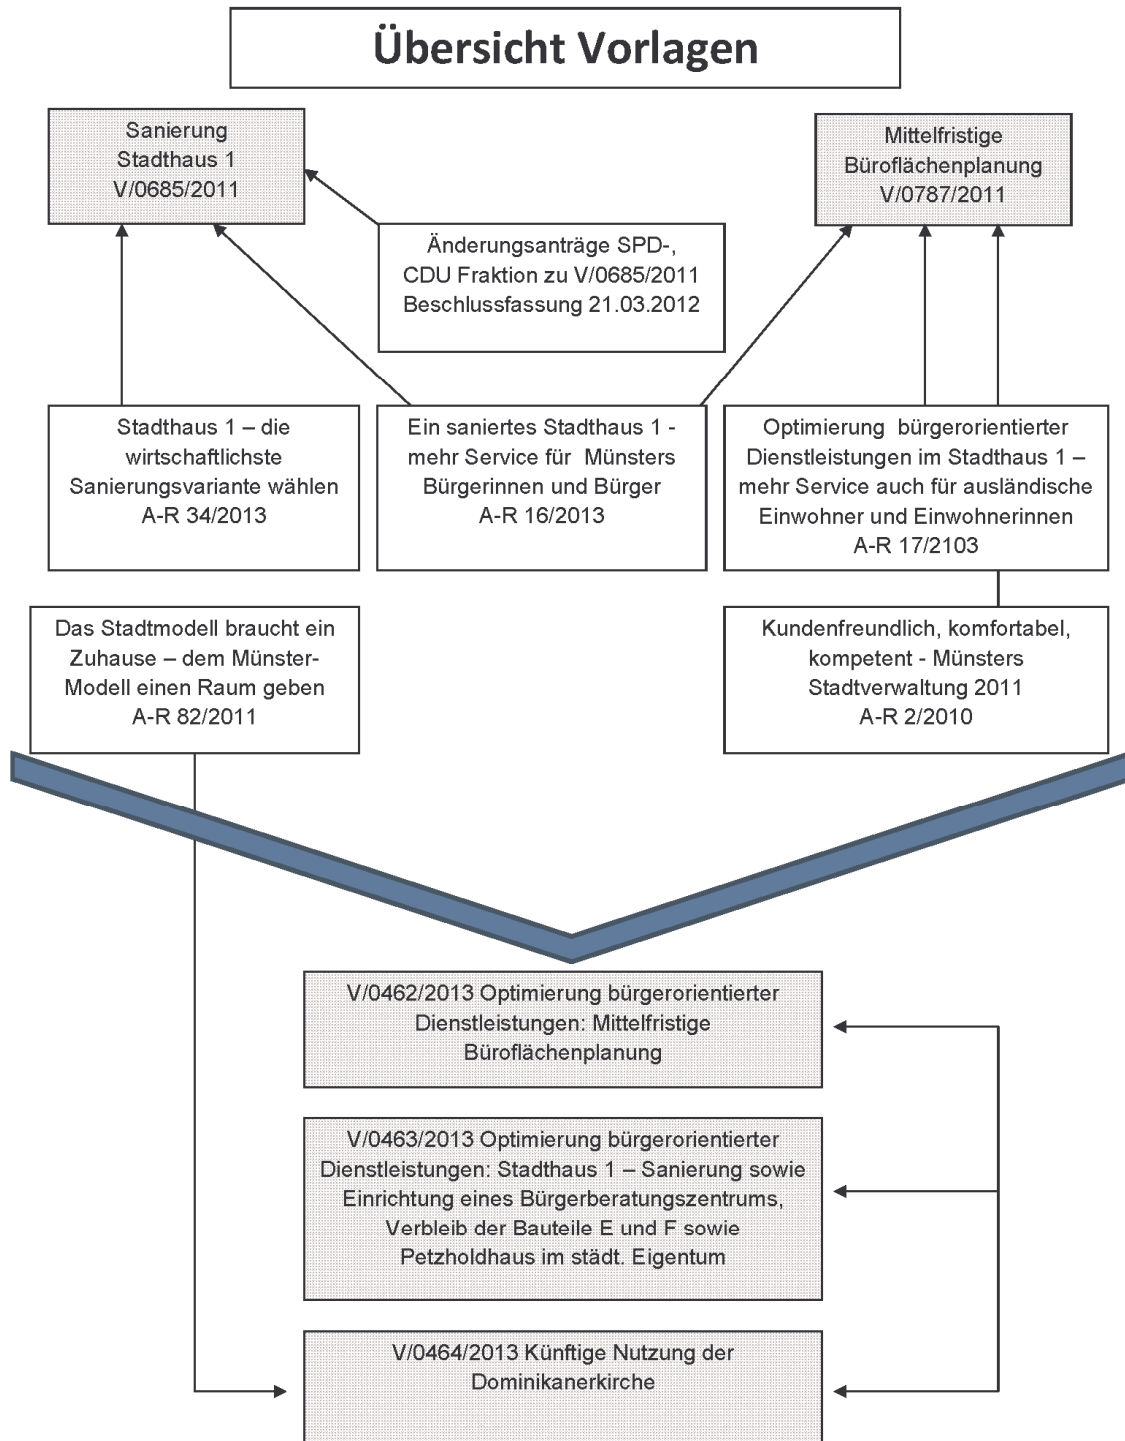 Übersicht Vorlagen
Sanierung
Stadthaus 1
V/0685/2011
Mittelfristige
Büroflächenplanung
V/0787/2011
Änderungsanträge SPD-,
CDU Fraktion zu V/0685/2011
Beschlussfassung 21.03.2012
Stadthaus 1 – die
wirtschaftlichste
Sanierungsvariante wählen
A-R 34/2013
Ein saniertes Stadthaus 1 -
mehr Service für Münsters
Bürgerinnen und Bürger
A-R 16/2013
Optimierung bürgerorientierter
Dienstleistungen im Stadthaus 1 –
mehr Service auch für ausländische
Einwohner und Einwohnerinnen
A-R 17/2103
Das Stadtmodell braucht ein
Zuhause – dem Münster-
Modell einen Raum geben
A-R 82/2011
Kundenfreundlich, komfortabel,
kompetent - Münsters
Stadtverwaltung 2011
A-R 2/2010
V/0462/2013 Optimierung bürgerorientierter
Dienstleistungen: Mittelfristige
Büroflächenplanung
V/0463/2013 Optimierung bürgerorientierter
Dienstleistungen: Stadthaus 1 – Sanierung sowie
Einrichtung eines Bürgerberatungszentrums,
Verbleib der Bauteile E und F sowie
Petzholdhaus im städt. Eigentum
V/0464/2013 Künftige Nutzung der
Dominikanerkirche